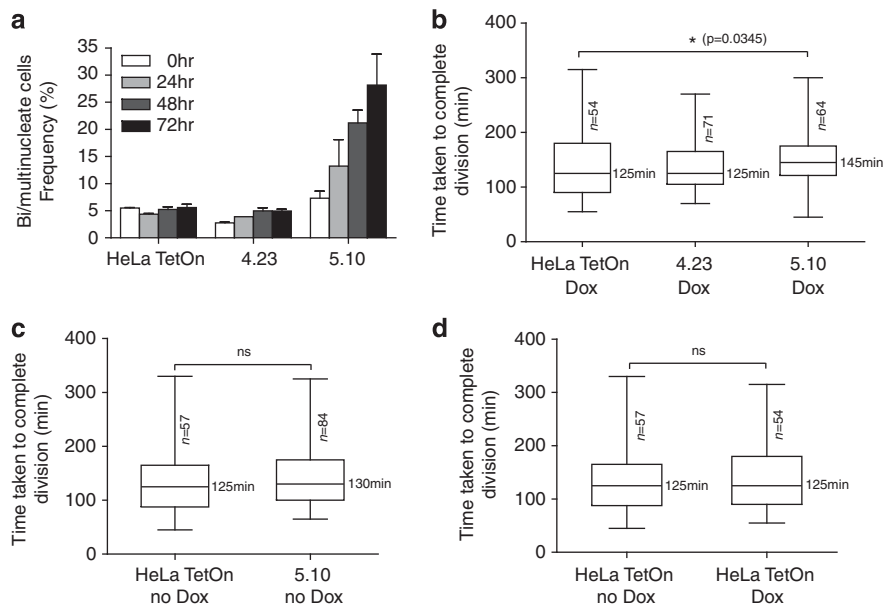 a
Bi/multinucleate cells
Frequency (%)
35
30
25
20
15
10
5
0
0hr
24hr
48hr
72hr
HeLa TetOn
4.23
5.10
b
Time taken to complete
division (min)
400
300
200
100
0
* (p=0.0345)
n=54
n=71
n=64
125min
125min
145min
HeLa TetOn
Dox
4.23
Dox
5.10
Dox
c
Time taken to complete
division (min)
400
300
200
100
0
ns
n=57
n=84
125min
130min
HeLa TetOn
no Dox
5.10
no Dox
d
Time taken to complete
division (min)
400
300
200
100
0
ns
n=57
n=54
125min
125min
HeLa TetOn
no Dox
HeLa TetOn
Dox